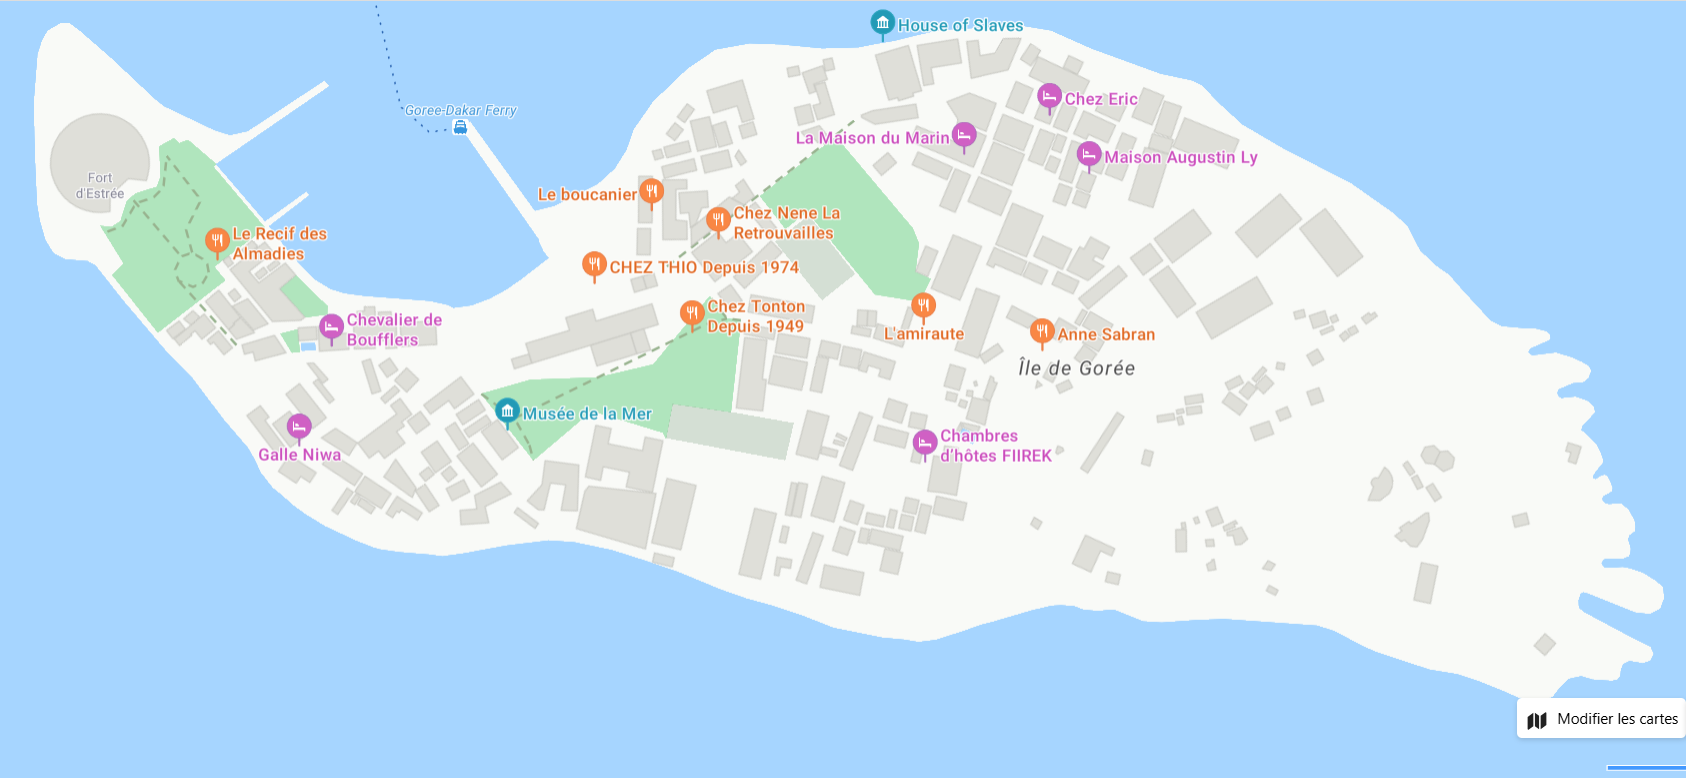 House of Slaves
Chez Eric
Goree-Dakar Ferry
La Maison du Marin
Maison Augustin Ly
Fort
d'Estrée
Le boucanier
Chez Nene La
Retrouvailles
Le Recif des
Almadies
CHEZ THIO Depuis 1974
Chez Tonton
Depuis 1949
Chevalier de
Boufflers
L'amiraute
Anne Sabran
Île de Gorée
Musée de la Mer
Chambres
d'hôtes FIIREK
Galle Niwa
Modifier les cartes